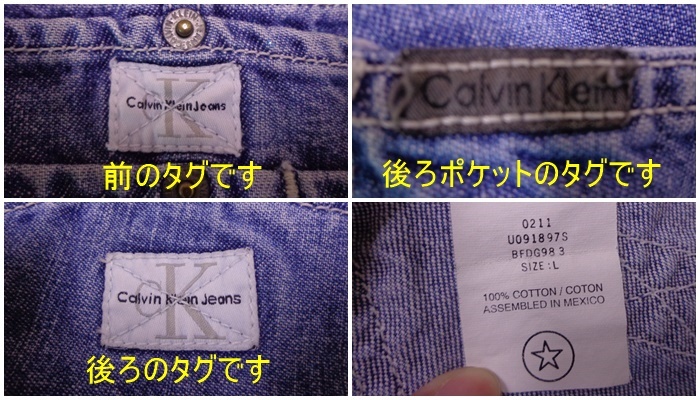 CK
Calvin Klein Jeans
前のタグです
Calvin Klein
後ろポケットのタグです
CK
Calvin Klein Jeans
後ろのタグです
0211
U091897S
BFDG98 3
SIZE:L
100% COTTON / COTON
ASSEMBLED IN MEXICO